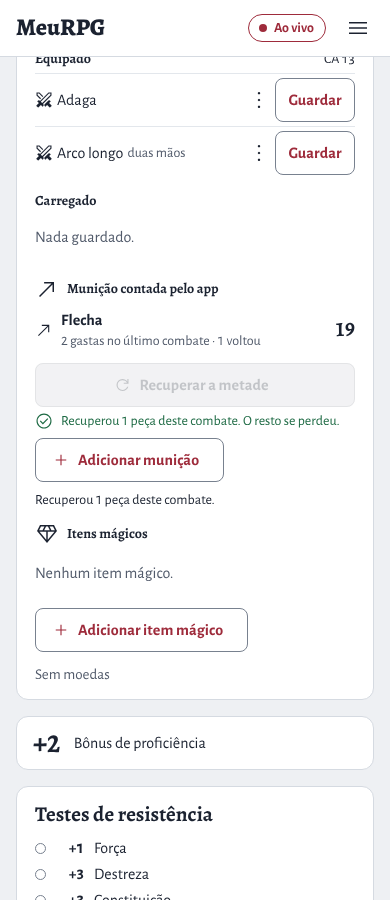 MeuRPG
Ao vivo
Equipado CA 13
Adaga Guardar
Arco longo duas mãos Guardar
Carregado
Nada guardado.
Munição contada pelo app
Flecha 19
2 gastas no último combate · 1 voltou
Recuperar a metade
Recuperou 1 peça deste combate. O resto se perdeu.
Adicionar munição
Recuperou 1 peça deste combate.
Itens mágicos
Nenhum item mágico.
Adicionar item mágico
Sem moedas
+2 Bônus de proficiência
Testes de resistência
+1 Força
+3 Destreza
+3 Constituição